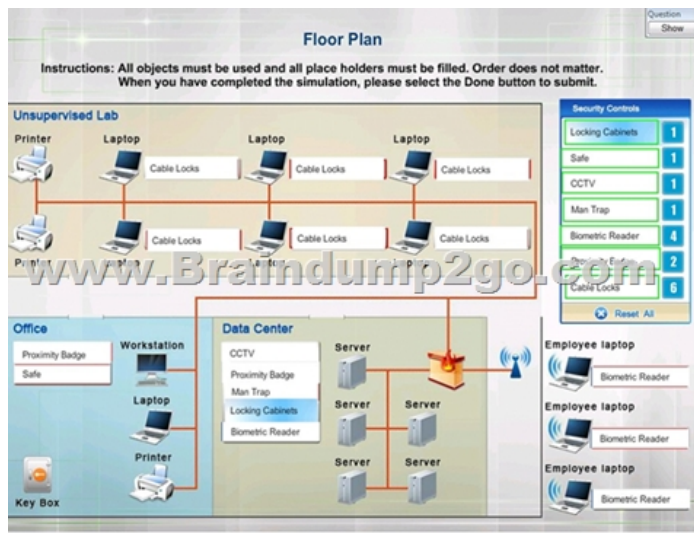 Question
Show
Floor Plan
Instructions: All objects must be used and all place holders must be filled. Order does not matter.
When you have completed the simulation, please select the Done button to submit.
Unsupervised Lab
Printer
Laptop
Laptop
Laptop
Cable Locks
Cable Locks
Cable Locks
Cable Locks
Cable Locks
Cable Locks
Printer
Laptop
Laptop
Laptop
Security Controls
Locking Cabinets 1
Safe 1
CCTV 1
Man Trap 1
Biometric Reader 4
Proximity Badge 2
Cable Locks 6
Reset All
www.Braindump2go.com
Office
Proximity Badge
Safe
Workstation
Laptop
Printer
Key Box
Data Center
CCTV
Proximity Badge
Man Trap
Locking Cabinets
Biometric Reader
Server
Server
Server
Server
Server
Employee laptop
Biometric Reader
Employee laptop
Biometric Reader
Employee laptop
Biometric Reader